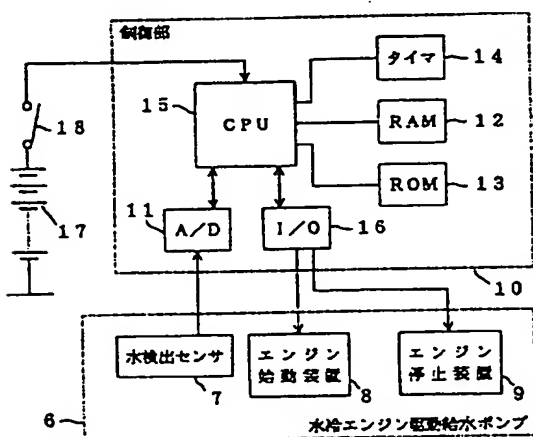 制御部
タイマ
14
15
CPU
18
RAM
12
ROM
13
17
11
A/D
I/O
16
10
水検出センサ
7
エンジン
始動装置
8
エンジン
停止装置
9
6
水冷エンジン駆動給水ポンプ